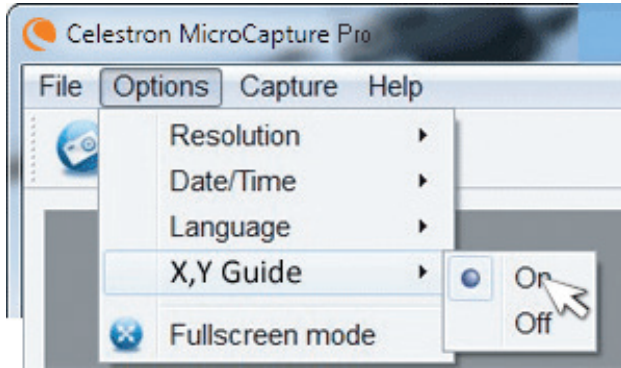 Celestron MicroCapture Pro
File Options Capture Help
Resolution
Date/Time
Language
X,Y Guide
On
Off
Fullscreen mode